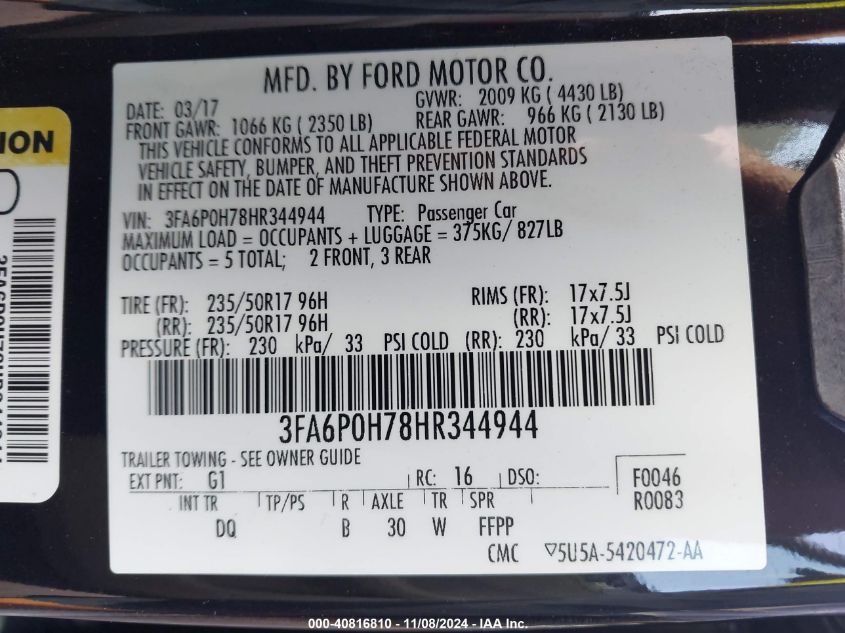 MFD. BY FORD MOTOR CO.
DATE: 03/17 GVWR: 2009 KG ( 4430 LB)
FRONT GAWR: 1066 KG ( 2350 LB) REAR GAWR: 966 KG ( 2130 LB)
THIS VEHICLE CONFORMS TO ALL APPLICABLE FEDERAL MOTOR
VEHICLE SAFETY, BUMPER, AND THEFT PREVENTION STANDARDS
IN EFFECT ON THE DATE OF MANUFACTURE SHOWN ABOVE.
VIN: 3FA6P0H78HR344944 TYPE: Passenger Car
MAXIMUM LOAD = OCCUPANTS + LUGGAGE = 375KG/ 827LB
OCCUPANTS = 5 TOTAL; 2 FRONT, 3 REAR
TIRE (FR): 235/50R17 96H RIMS (FR): 17x7.5J
(RR): 235/50R17 96H (RR): 17x7.5J
PRESSURE (FR): 230 kPa/ 33 PSI COLD (RR): 230 kPa/ 33 PSI COLD
3FA6P0H78HR344944
TRAILER TOWING - SEE OWNER GUIDE
EXT PNT: G1 RC: 16 DSO: F0046
R0083
INT TR TP/PS R AXLE TR SPR
DQ B 30 W FFPP
CMC ▽5U5A-5420472-AA
ION
000-40816810 - 11/08/2024 - IAA Inc.